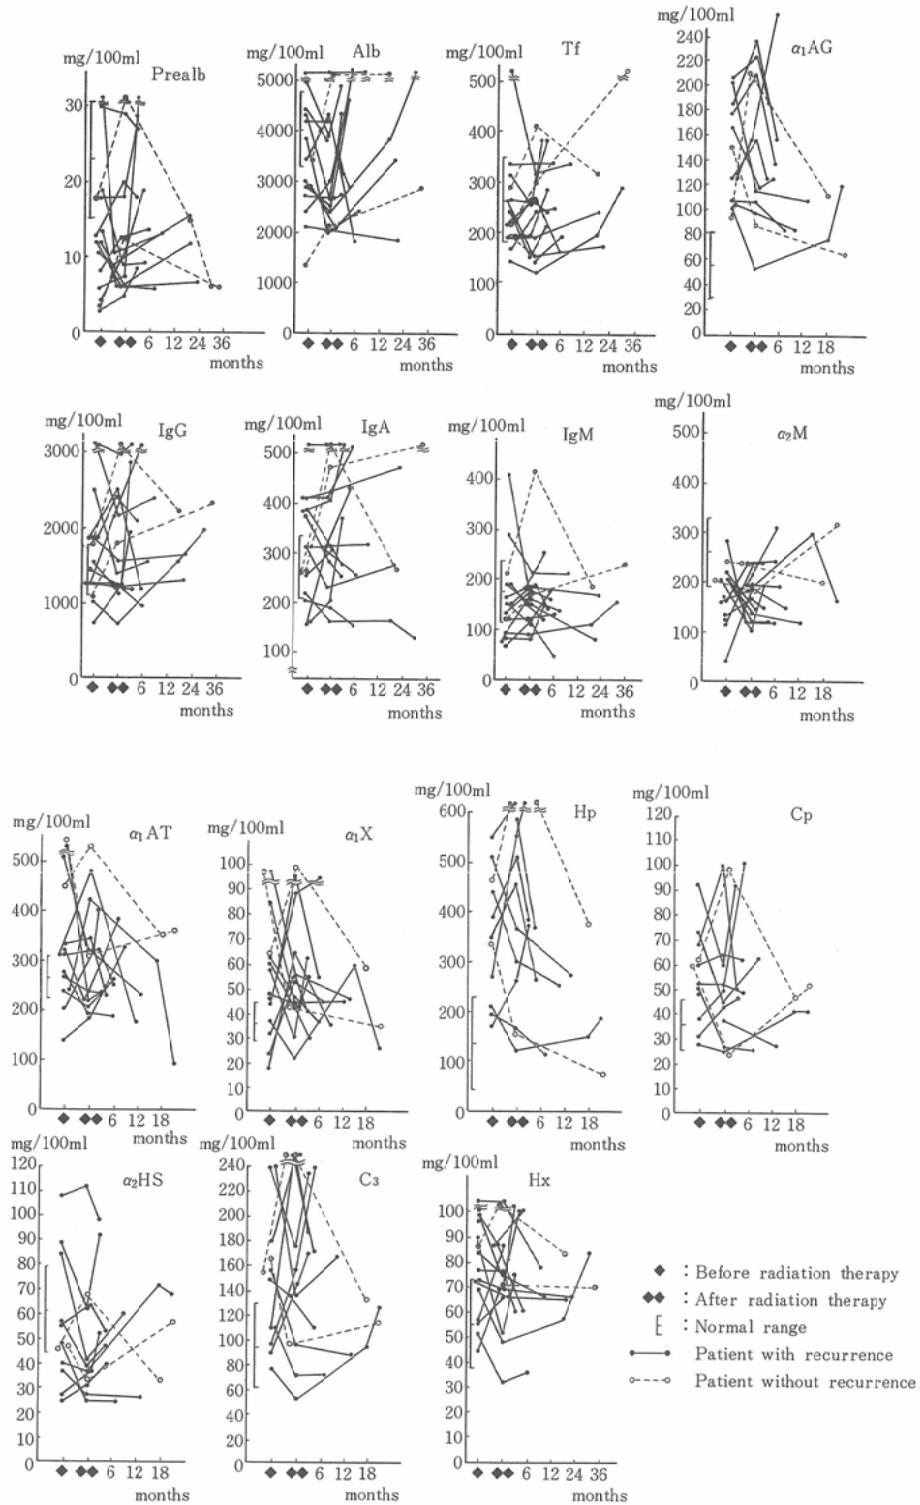 mg/100ml
Prealb
30
20
10
0
6 12 24 36
months
mg/100ml
Alb
5000
4000
3000
2000
1000
0
6 12 24 36
months
mg/100ml
Tf
500
400
300
200
100
0
6 12 24 36
months
mg/100ml
α₁AG
240
220
200
180
160
140
120
100
80
60
40
20
0
6 12 18
months
mg/100ml
IgG
3000
2000
1000
0
6 12 24 36
months
mg/100ml
IgA
500
400
300
200
100
6 12 24 36
months
mg/100ml
IgM
400
300
200
100
0
6 12 24 36
months
mg/100ml
α₂M
500
400
300
200
100
0
6 12 18
months
mg/100ml
α₁AT
500
400
300
200
100
0
6 12 18
months
mg/100ml
α₁X
100
90
80
70
60
50
40
30
20
10
0
6 12 18
months
mg/100ml
Hp
600
500
400
300
200
100
0
6 12 18
months
mg/100ml
Cp
120
110
100
90
80
70
60
50
40
30
20
10
0
6 12 18
months
mg/100ml
α₂HS
120
110
100
90
80
70
60
50
40
30
20
10
0
6 12 18
months
mg/100ml
C₃
240
220
200
180
160
140
120
100
80
60
40
20
0
6 12 18
months
mg/100ml
Hx
100
90
80
70
60
50
40
30
20
10
0
6 12 24 36
months
◆ : Before radiation therapy
◆◆ : After radiation therapy
[ : Normal range
Patient with recurrence
Patient without recurrence